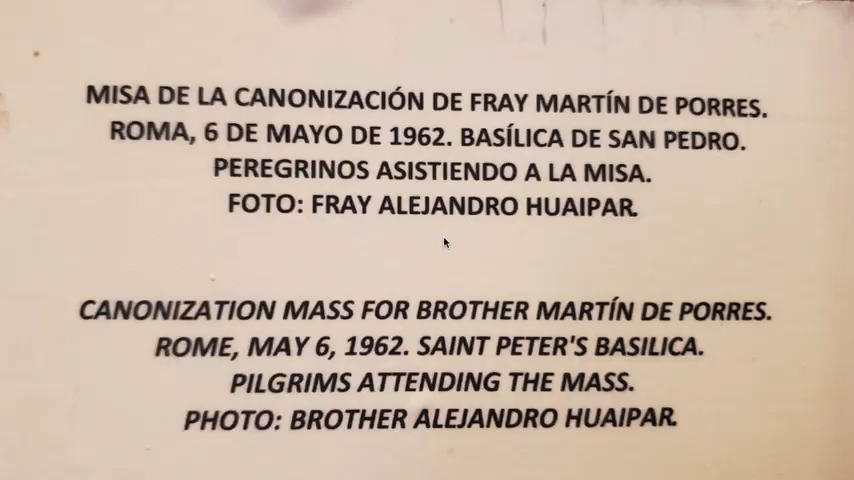 MISA DE LA CANONIZACIÓN DE FRAY MARTÍN DE PORRES.
ROMA, 6 DE MAYO DE 1962. BASÍLICA DE SAN PEDRO.
PEREGRINOS ASISTIENDO A LA MISA.
FOTO: FRAY ALEJANDRO HUAIPAR.
CANONIZATION MASS FOR BROTHER MARTÍN DE PORRES.
ROME, MAY 6, 1962. SAINT PETER'S BASILICA.
PILGRIMS ATTENDING THE MASS.
PHOTO: BROTHER ALEJANDRO HUAIPAR.